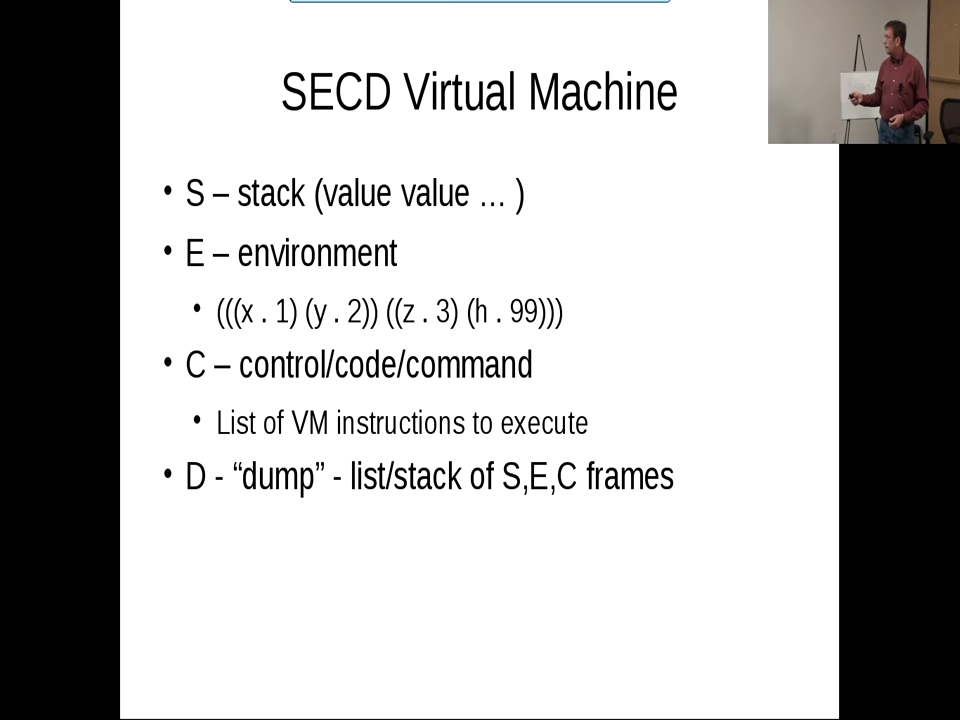 SECD Virtual Machine
• S – stack (value value … )
• E – environment
• (((x . 1) (y . 2)) ((z . 3) (h . 99)))
• C – control/code/command
• List of VM instructions to execute
• D - “dump” - list/stack of S,E,C frames